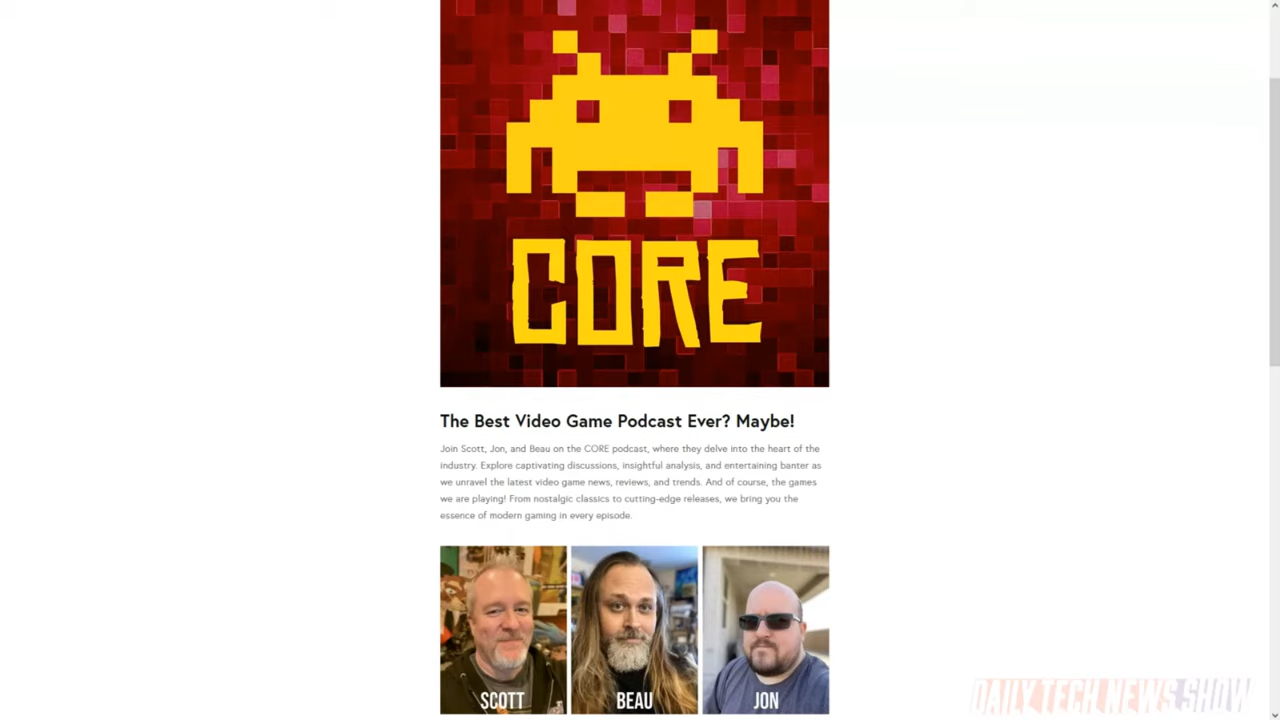 CORE
The Best Video Game Podcast Ever? Maybe!
Join Scott, Jon, and Beau on the CORE podcast, where they delve into the heart of the
industry. Explore captivating discussions, insightful analysis, and entertaining banter as
we unravel the latest video game news, reviews, and trends. And of course, the games
we are playing! From nostalgic classics to cutting-edge releases, we bring you the
essence of modern gaming in every episode.
SCOTT
BEAU
JON
DAILY TECH NEWS SHOW